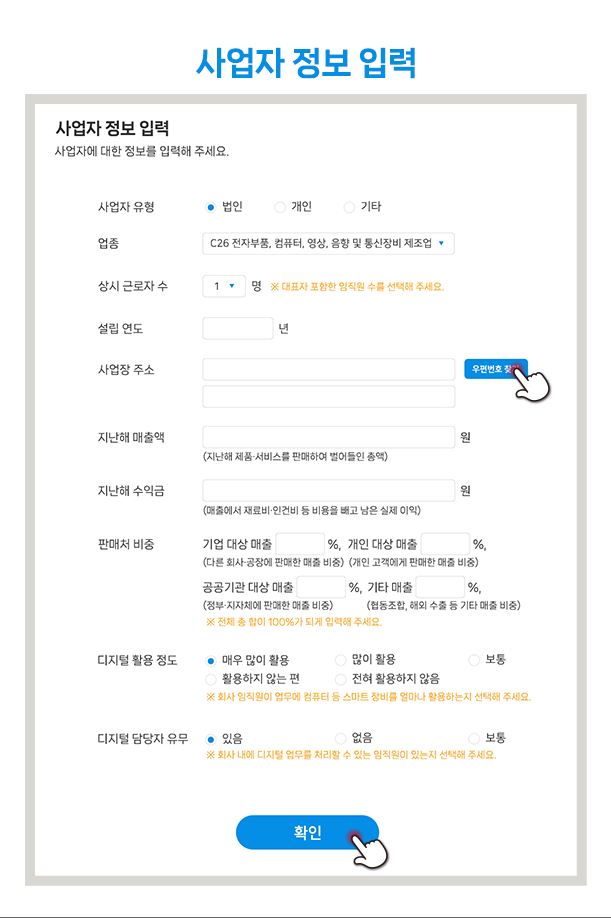 사업자 정보 입력
사업자 정보 입력
사업자에 대한 정보를 입력해 주세요.
사업자 유형 법인 개인 기타
업종 C26 전자부품, 컴퓨터, 영상, 음향 및 통신장비 제조업
상시 근로자 수 1 명 ※ 대표자 포함한 임직원 수를 선택해 주세요.
설립 연도 년
사업장 주소 우편번호
지난해 매출액 원
(지난해 제품·서비스를 판매하여 벌어들인 총액)
지난해 수익금 원
(매출에서 재료비·인건비 등 비용을 빼고 남은 실제 이익)
판매처 비중 기업 대상 매출 %, 개인 대상 매출 %,
(다른 회사·공장에 판매한 매출 비중) (개인 고객에게 판매한 매출 비중)
공공기관 대상 매출 %, 기타 매출 %,
(정부·지자체에 판매한 매출 비중) (협동조합, 해외 수출 등 기타 매출 비중)
※ 전체 총 합이 100%가 되게 입력해 주세요.
디지털 활용 정도 매우 많이 활용 많이 활용 보통
활용하지 않는 편 전혀 활용하지 않음
※ 회사 임직원이 업무에 컴퓨터 등 스마트 장비를 얼마나 활용하는지 선택해 주세요.
디지털 담당자 유무 있음 없음 보통
※ 회사 내에 디지털 업무를 처리할 수 있는 임직원이 있는지 선택해 주세요.
확인